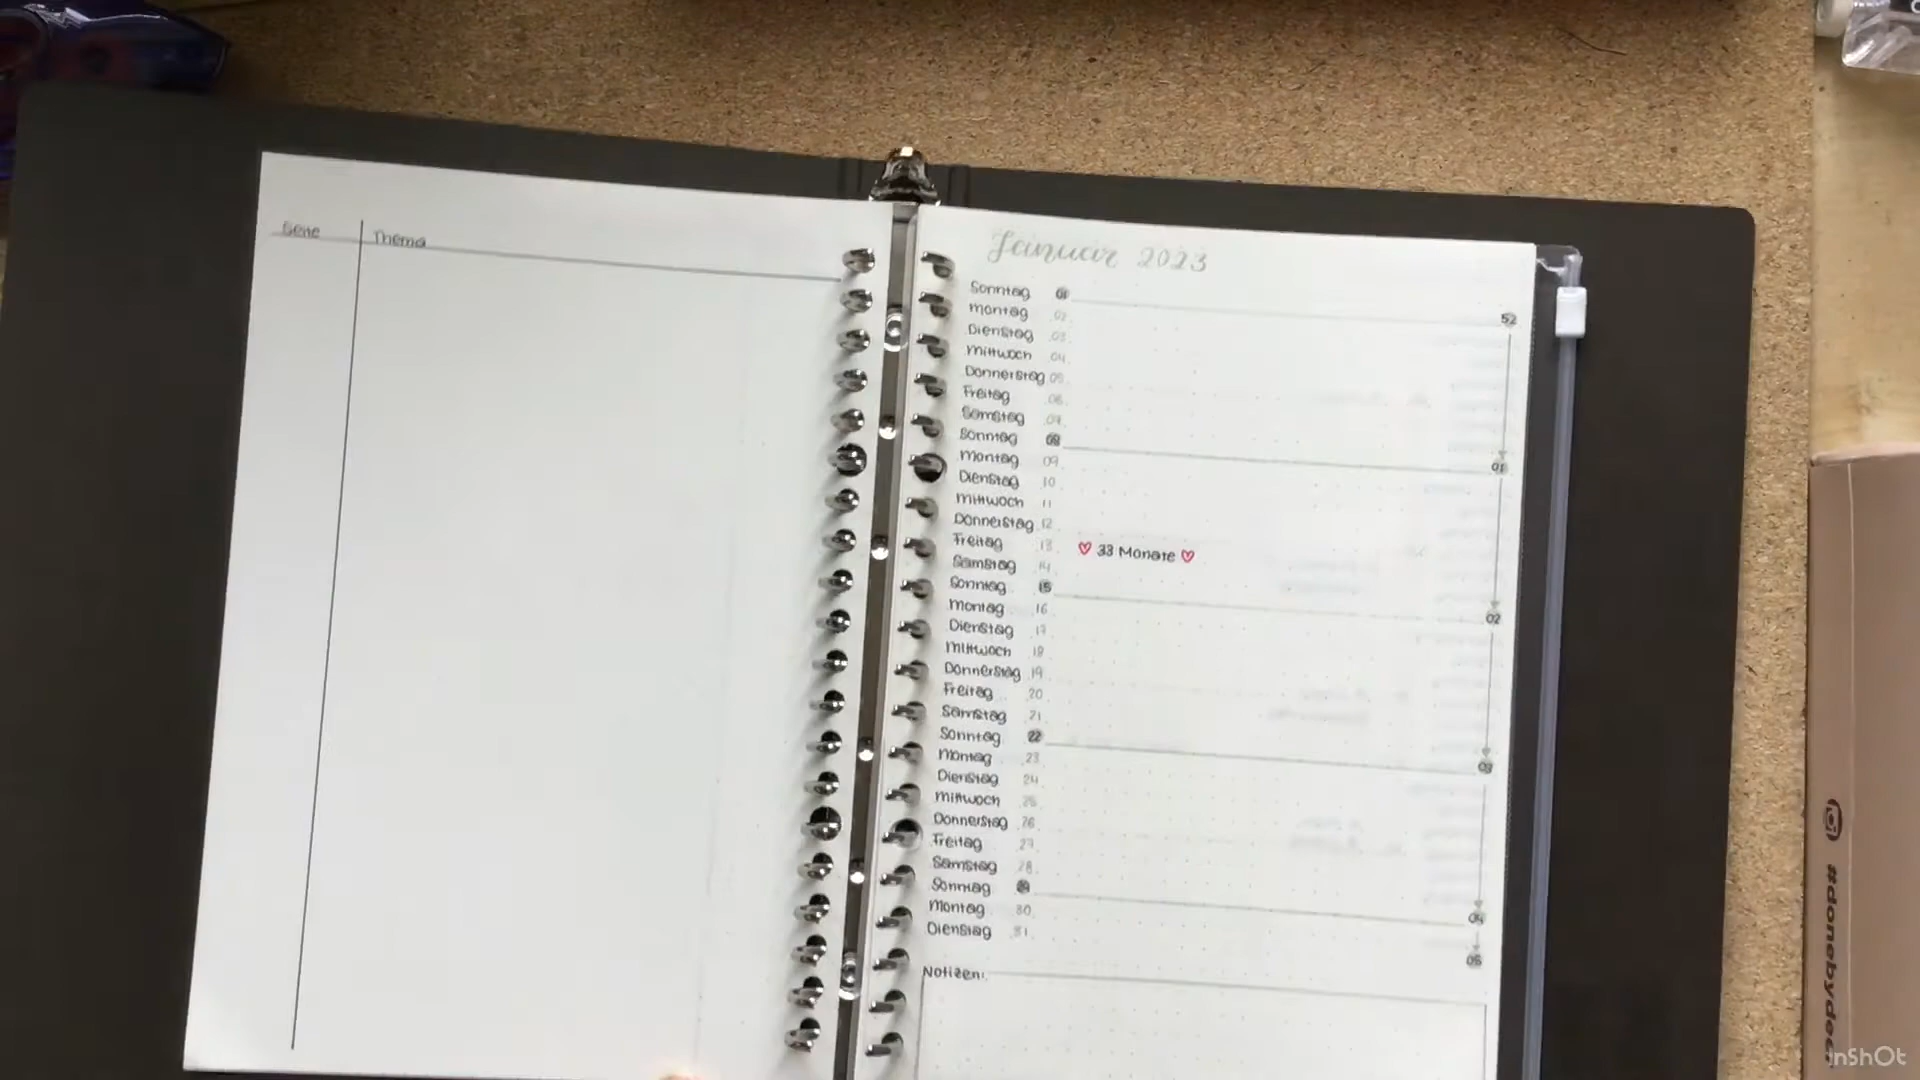 Seite Thema
Januar 2023
Sonntag 01
Montag 02 52
Dienstag 03
Mittwoch 04
Donnerstag 05
Freitag 06
Samstag 07
Sonntag 08
Montag 09 01
Dienstag 10
Mittwoch 11
Donnerstag 12
Freitag 13 ♡ 33 Monate ♡
Samstag 14
Sonntag 15
Montag 16 02
Dienstag 17
Mittwoch 18
Donnerstag 19
Freitag 20
Samstag 21
Sonntag 22
Montag 23 03
Dienstag 24
Mittwoch 25
Donnerstag 26
Freitag 27
Samstag 28
Sonntag 29
Montag 30 04
Dienstag 31 05
Notizen:
InShOt